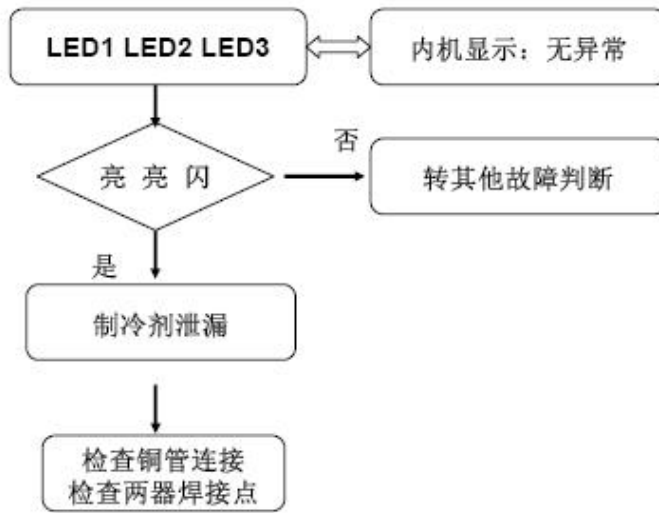 LED1 LED2 LED3
内机显示：无异常
亮 亮 闪
否
转其他故障判断
是
制冷剂泄漏
检查铜管连接
检查两器焊接点